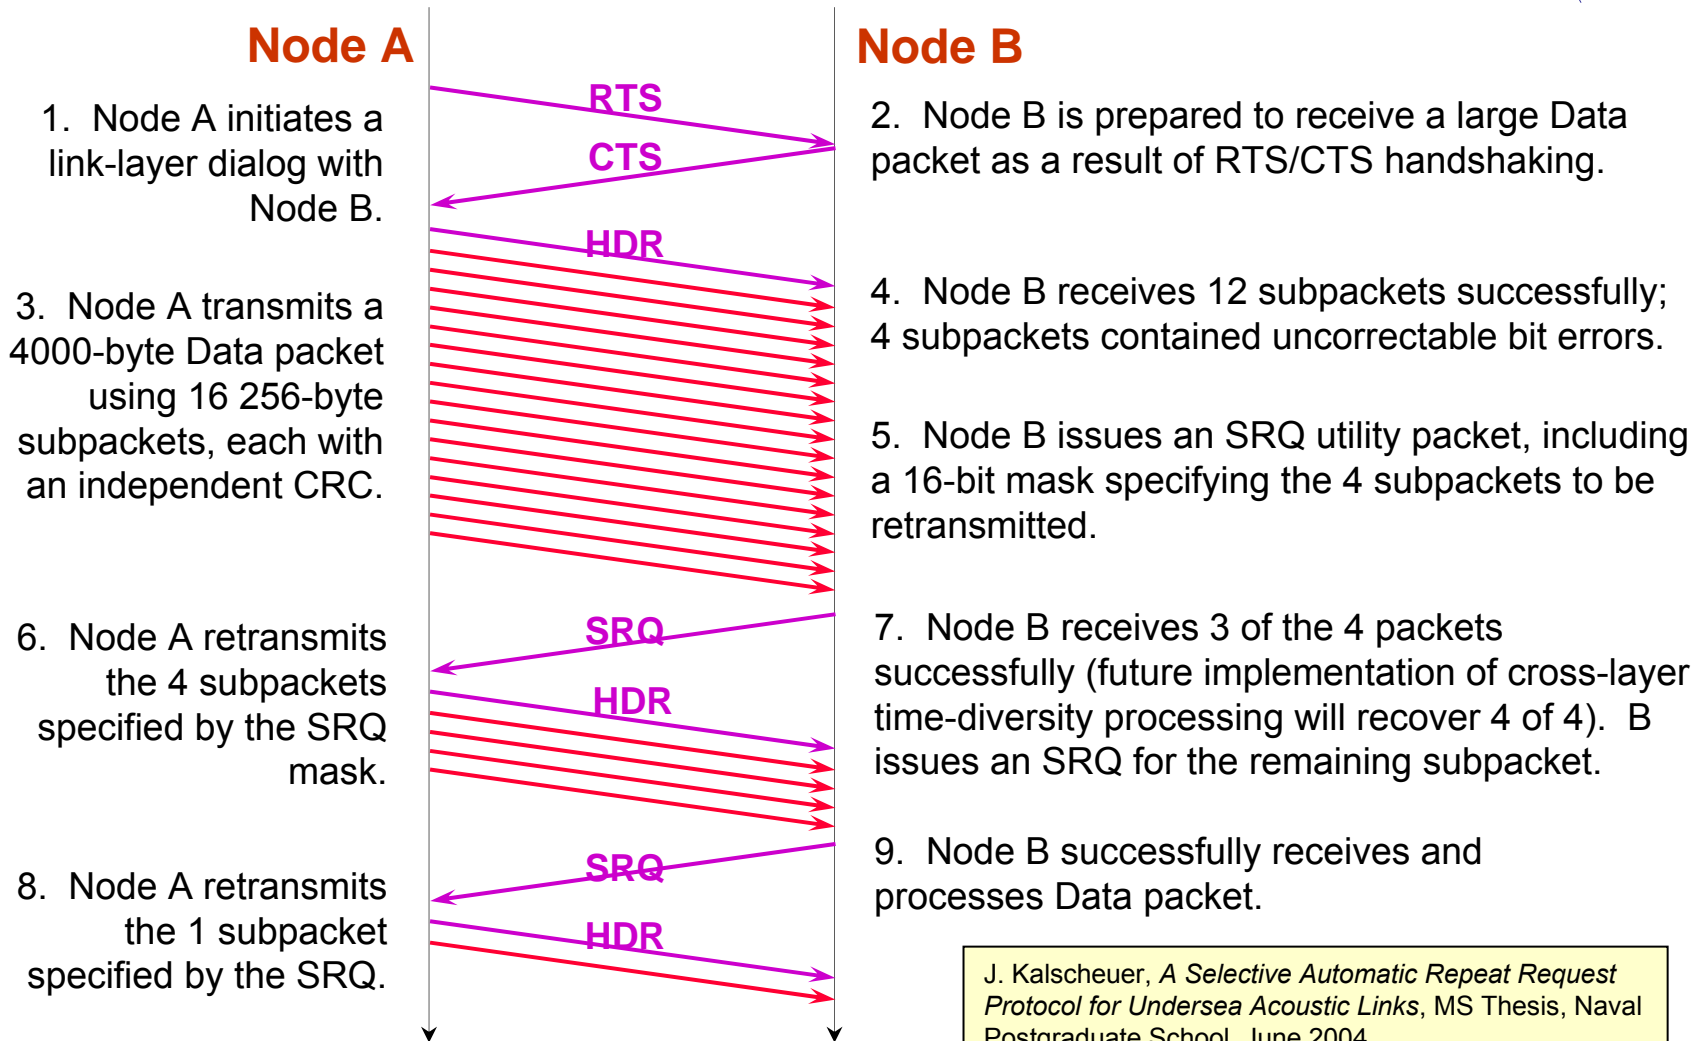 Node A
Node B
RTS
CTS
1. Node A initiates a
link-layer dialog with
Node B.
2. Node B is prepared to receive a large Data
packet as a result of RTS/CTS handshaking.
HDR
3. Node A transmits a
4000-byte Data packet
using 16 256-byte
subpackets, each with
an independent CRC.
4. Node B receives 12 subpackets successfully;
4 subpackets contained uncorrectable bit errors.
5. Node B issues an SRQ utility packet, including
a 16-bit mask specifying the 4 subpackets to be
retransmitted.
SRQ
6. Node A retransmits
the 4 subpackets
specified by the SRQ
mask.
HDR
7. Node B receives 3 of the 4 packets
successfully (future implementation of cross-layer
time-diversity processing will recover 4 of 4). B
issues an SRQ for the remaining subpacket.
SRQ
8. Node A retransmits
the 1 subpacket
specified by the SRQ.
HDR
9. Node B successfully receives and
processes Data packet.
J. Kalscheuer, A Selective Automatic Repeat Request
Protocol for Undersea Acoustic Links, MS Thesis, Naval
Postgraduate School, June 2004